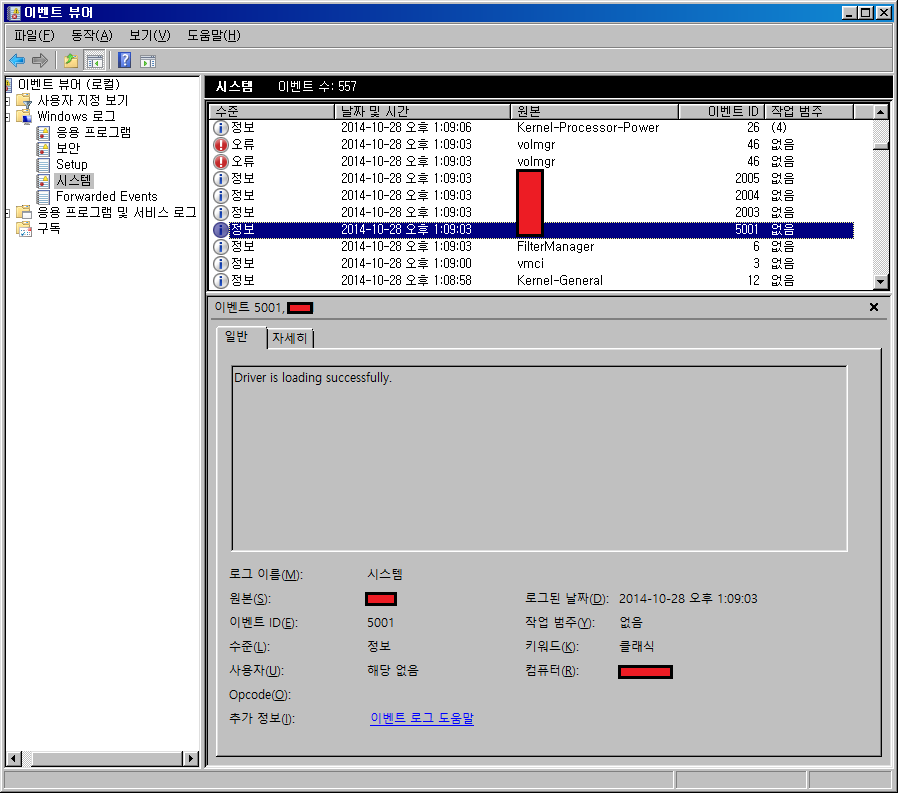 이벤트 뷰어
파일(F) 동작(A) 보기(V) 도움말(H)
이벤트 뷰어 (로컬)
사용자 지정 보기
Windows 로그
응용 프로그램
보안
Setup
시스템
Forwarded Events
응용 프로그램 및 서비스 로그
구독
시스템 이벤트 수: 557
수준 날짜 및 시간 원본 이벤트 ID 작업 범주
정보 2014-10-28 오후 1:09:06 Kernel-Processor-Power 26 (4)
오류 2014-10-28 오후 1:09:03 volmgr 46 없음
오류 2014-10-28 오후 1:09:03 volmgr 46 없음
정보 2014-10-28 오후 1:09:03 2005 없음
정보 2014-10-28 오후 1:09:03 2004 없음
정보 2014-10-28 오후 1:09:03 2003 없음
정보 2014-10-28 오후 1:09:03 5001 없음
정보 2014-10-28 오후 1:09:03 FilterManager 6 없음
정보 2014-10-28 오후 1:09:00 vmci 3 없음
정보 2014-10-28 오후 1:08:58 Kernel-General 12 없음
이벤트 5001,
일반 자세히
Driver is loading successfully.
로그 이름(M): 시스템
원본(S): 로그된 날짜(D): 2014-10-28 오후 1:09:03
이벤트 ID(E): 5001 작업 범주(Y): 없음
수준(L): 정보 키워드(K): 클래식
사용자(U): 해당 없음 컴퓨터(R):
Opcode(O):
추가 정보(I): 이벤트 로그 도움말